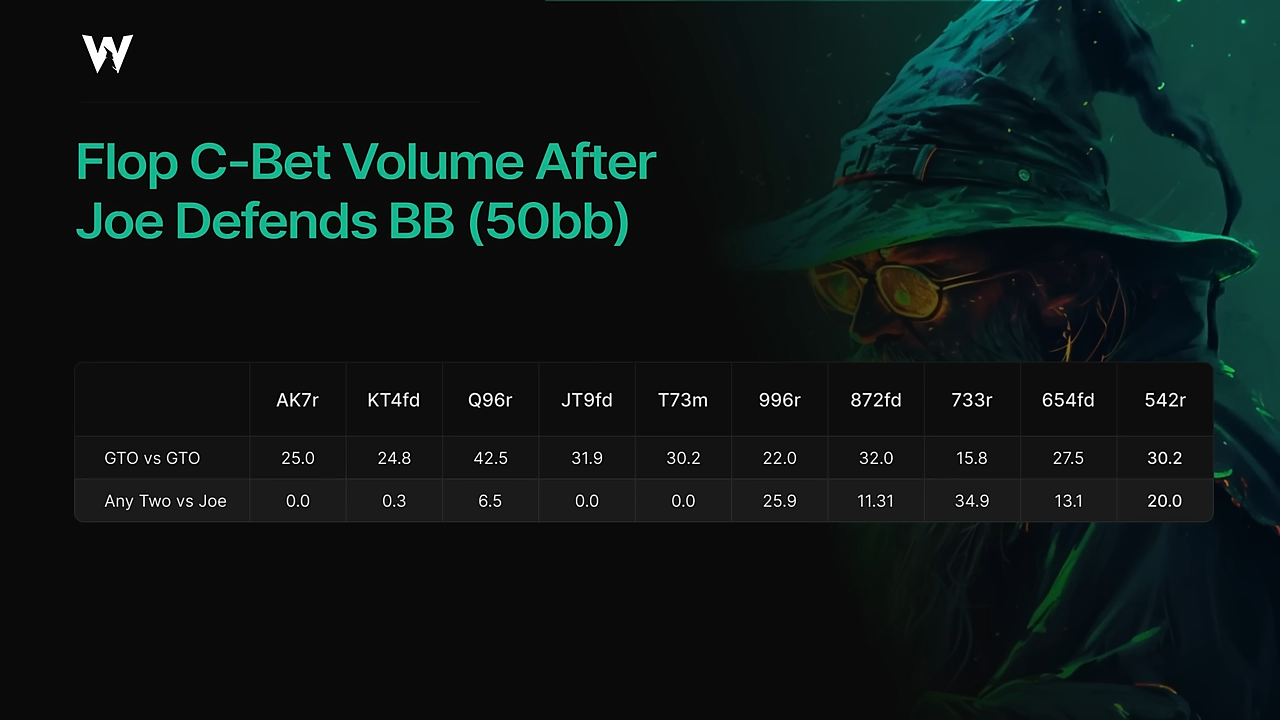 W
Flop C-Bet Volume After
Joe Defends BB (50bb)
AK7r KT4fd Q96r JT9fd T73m 996r 872fd 733r 654fd 542r
GTO vs GTO 25.0 24.8 42.5 31.9 30.2 22.0 32.0 15.8 27.5 30.2
Any Two vs Joe 0.0 0.3 6.5 0.0 0.0 25.9 11.31 34.9 13.1 20.0